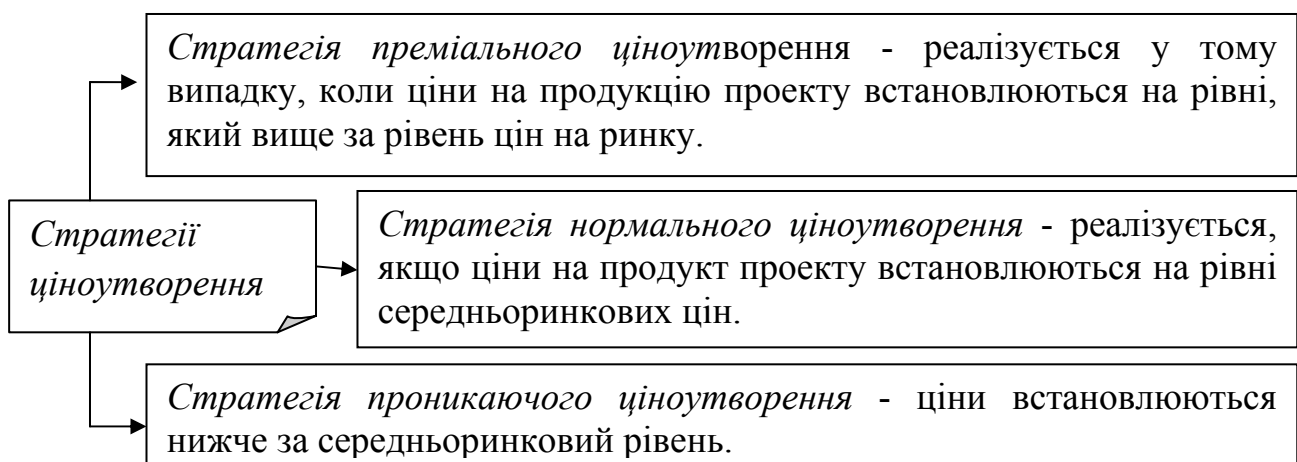 Стратегія преміального ціноутворення - реалізується у тому
випадку, коли ціни на продукцію проекту встановлюються на рівні,
який вище за рівень цін на ринку.
Стратегії
ціноутворення
Стратегія нормального ціноутворення - реалізується,
якщо ціни на продукт проекту встановлюються на рівні
середньоринкових цін.
Стратегія проникаючого ціноутворення - ціни встановлюються
нижче за середньоринковий рівень.